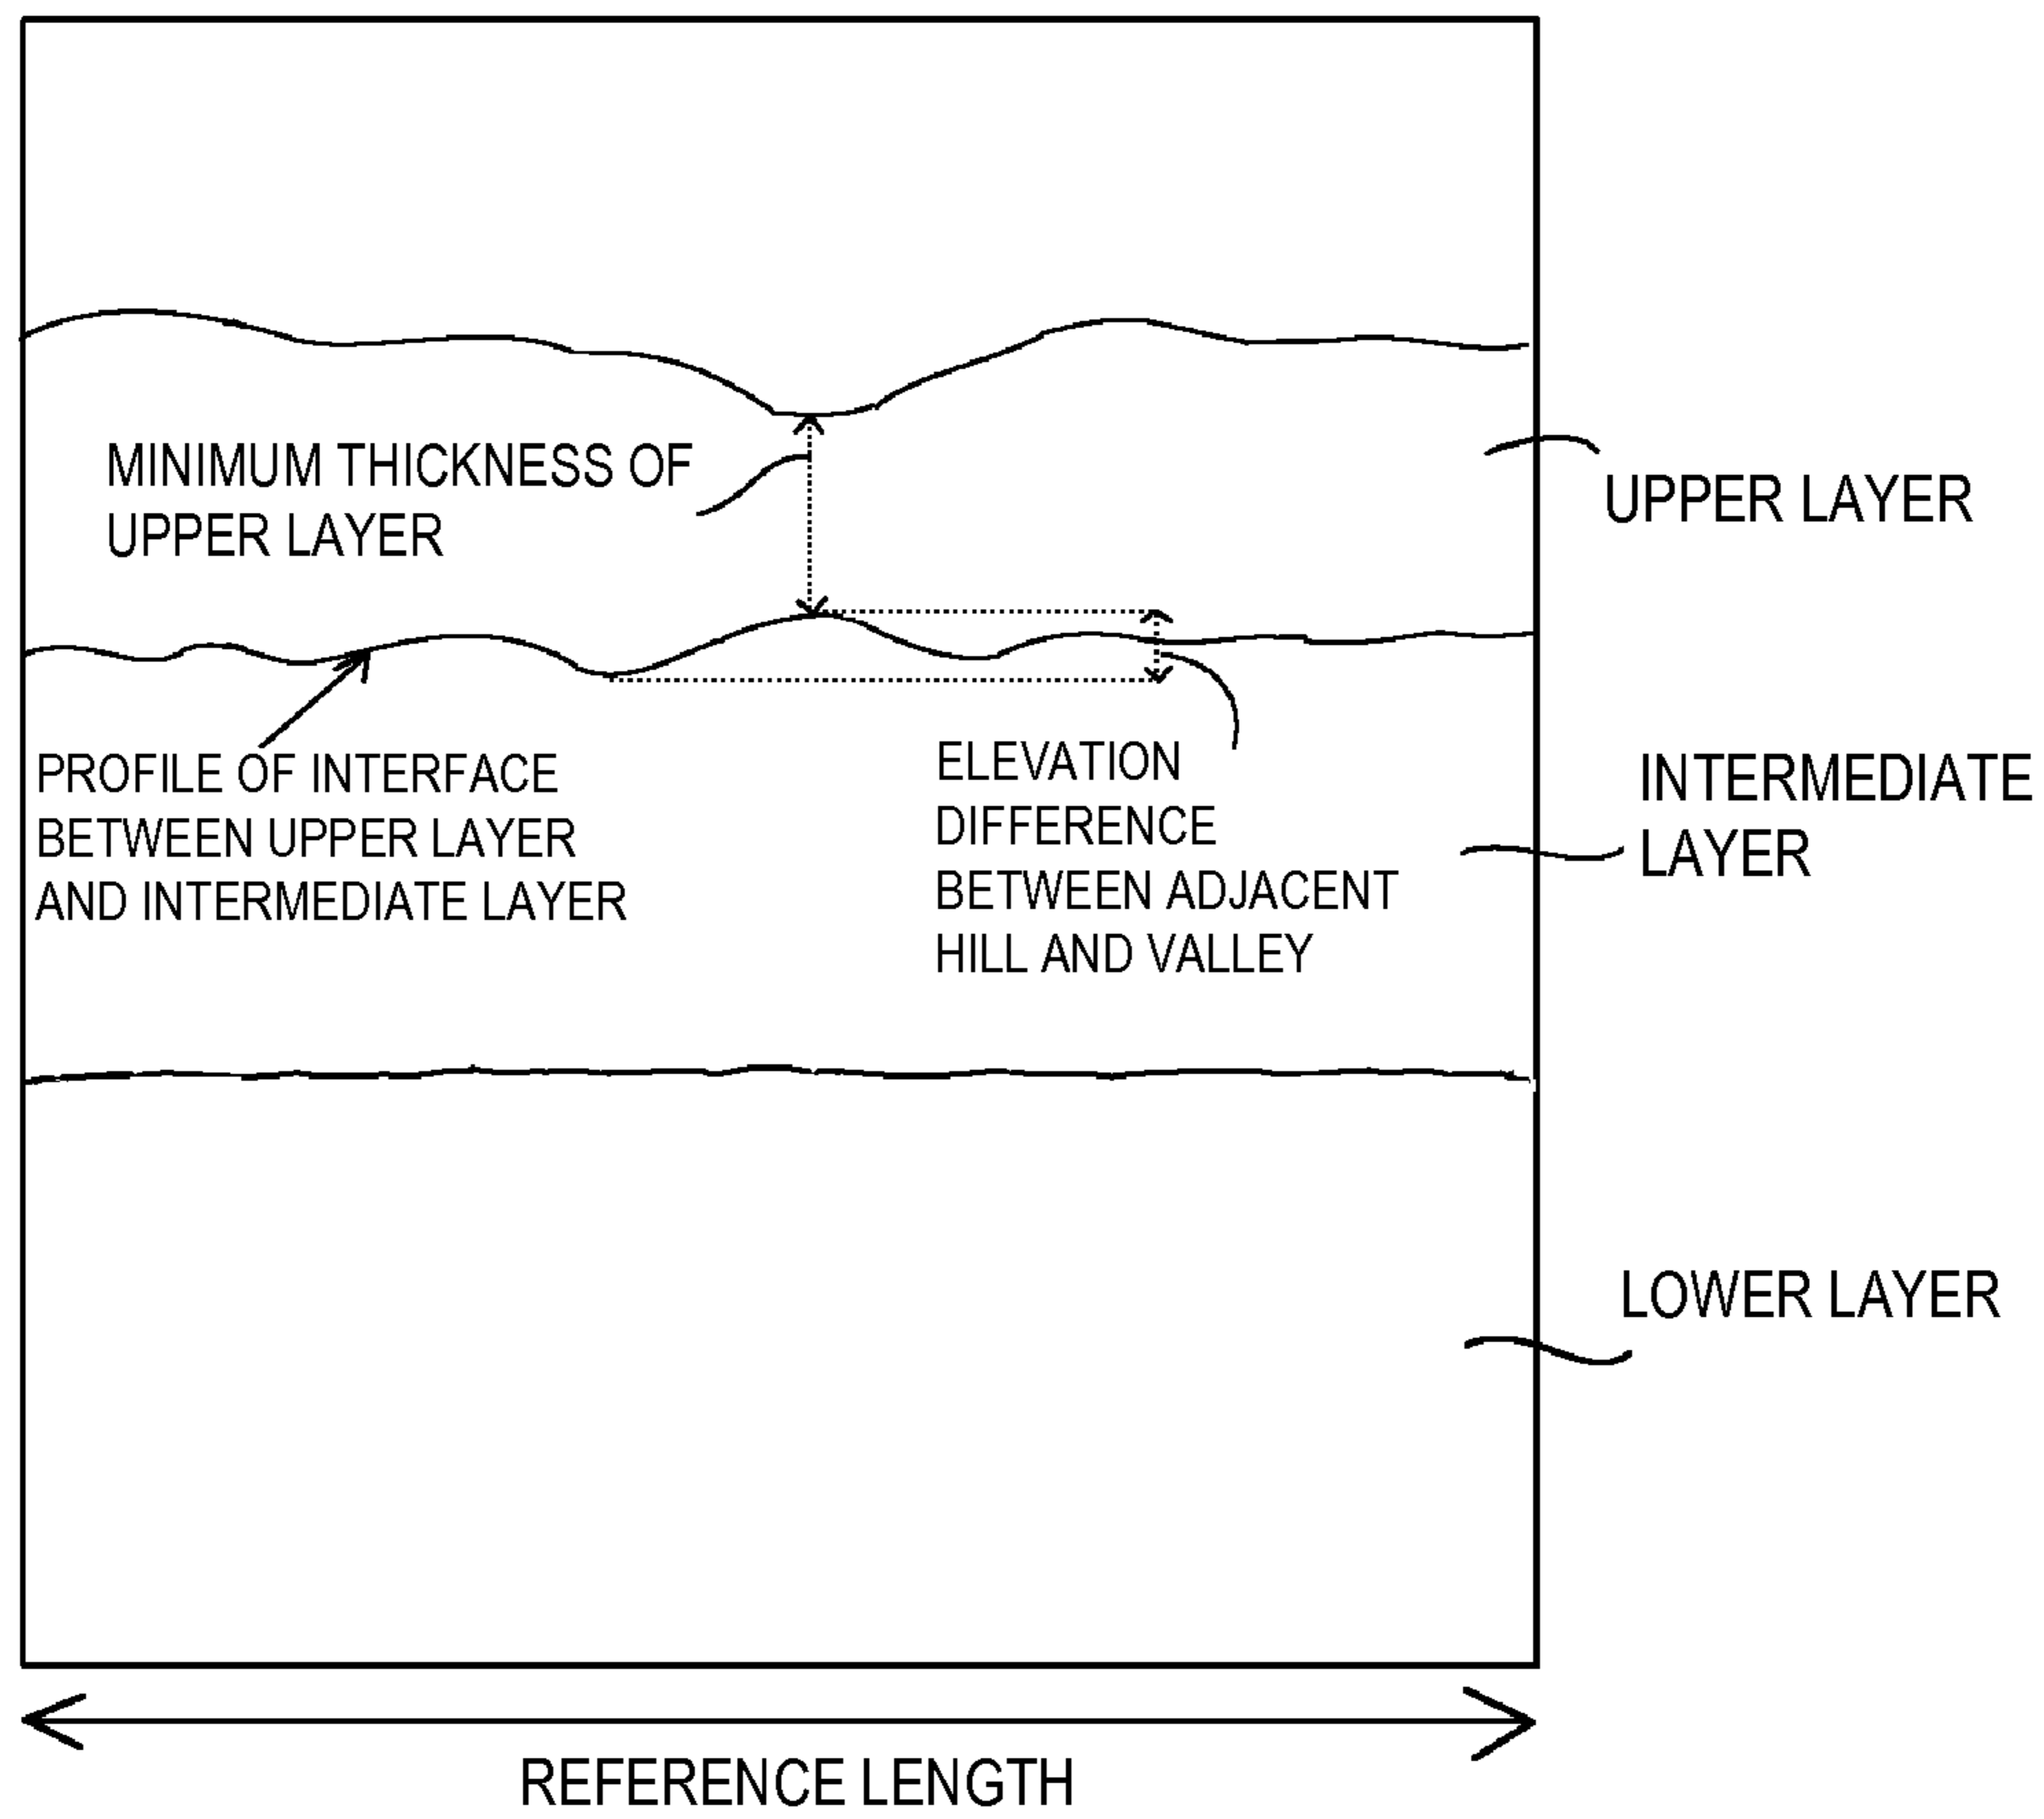 MINIMUM THICKNESS OF
UPPER LAYER
UPPER LAYER
PROFILE OF INTERFACE
BETWEEN UPPER LAYER
AND INTERMEDIATE LAYER
ELEVATION
DIFFERENCE
BETWEEN ADJACENT
HILL AND VALLEY
INTERMEDIATE
LAYER
LOWER LAYER
REFERENCE LENGTH